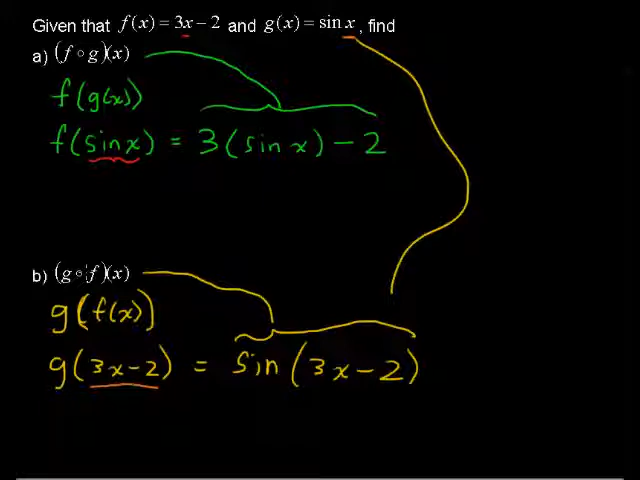 Given that f(x) = 3x − 2 and g(x) = sin x, find
a) (f ∘ g)(x)
f(g(x))
f(sin x) = 3(sin x) − 2
b) (g ∘ f)(x)
g(f(x))
g(3x − 2) = sin(3x − 2)